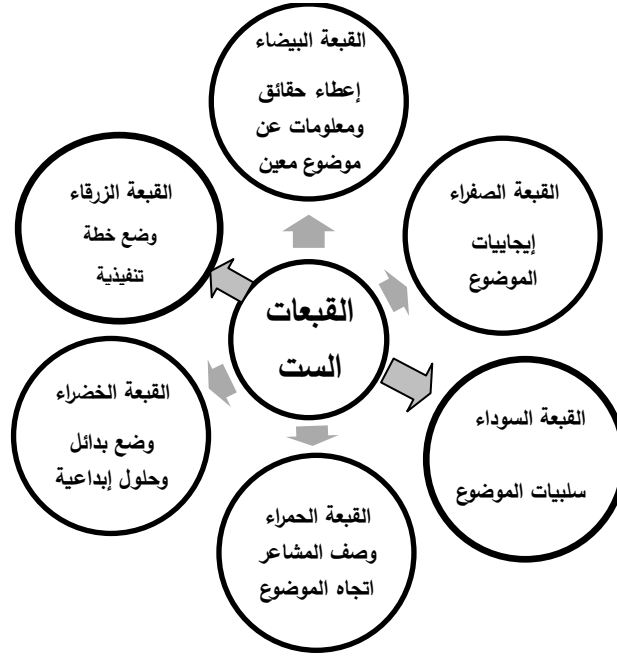 القبعة البيضاء
إعطاء حقائق
ومعلومات عن
موضوع معين
القبعة الصفراء
إيجابيات
الموضوع
القبعة السوداء
سلبيات الموضوع
القبعة الحمراء
وصف المشاعر
اتجاه الموضوع
القبعة الخضراء
وضع بدائل
وحلول إبداعية
القبعة الزرقاء
وضع خطة
تنفيذية
القبعات
الست